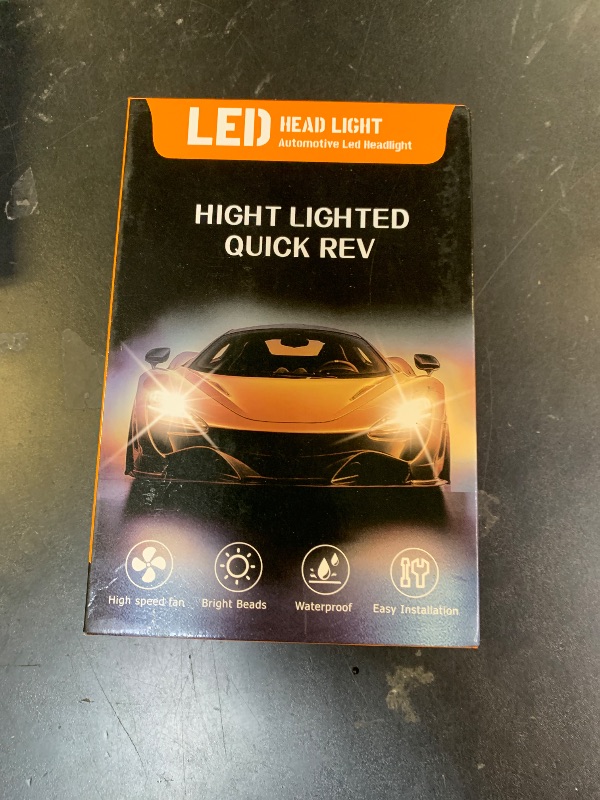 LED HEAD LIGHT
Automotive Led Headlight
HIGHT LIGHTED
QUICK REV
High speed fan
Bright Beads
Waterproof
Easy Installation